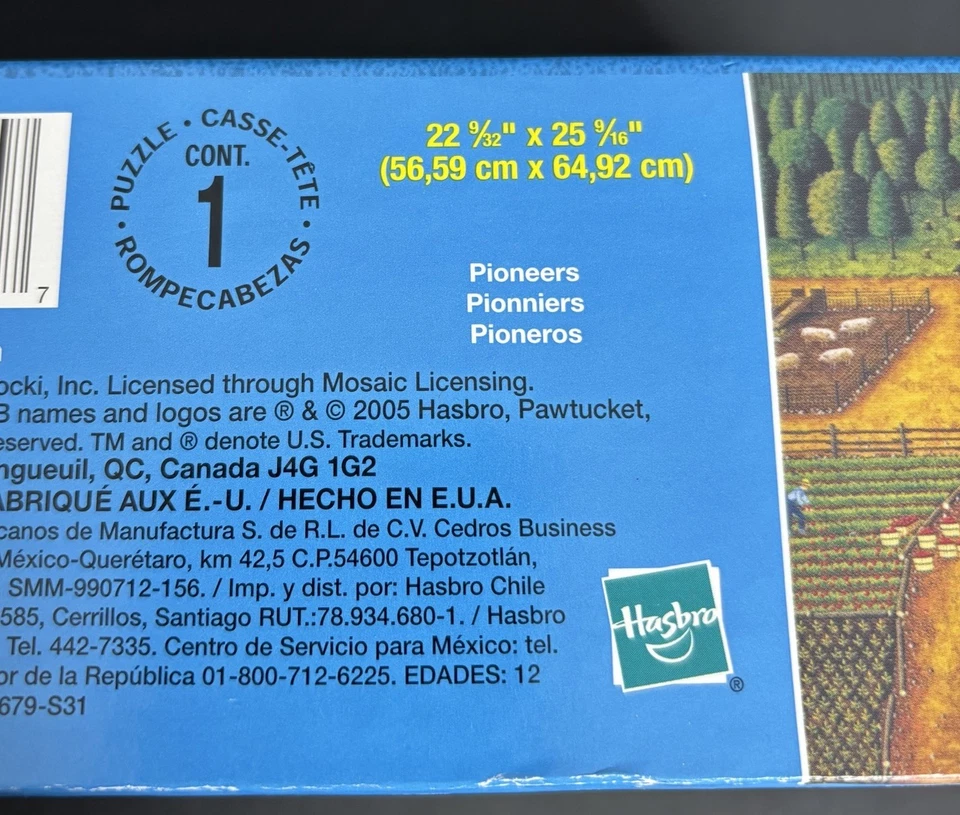 PUZZLE • CASSE-TÊTE • ROMPECABEZAS •
CONT.
1
22 9/32" x 25 9/16"
(56,59 cm x 64,92 cm)
7
Pioneers
Pionniers
Pioneros
ocki, Inc. Licensed through Mosaic Licensing.
B names and logos are ® & © 2005 Hasbro, Pawtucket,
eserved. TM and ® denote U.S. Trademarks.
ngueuil, QC, Canada J4G 1G2
ABRIQUÉ AUX É.-U. / HECHO EN E.U.A.
canos de Manufactura S. de R.L. de C.V. Cedros Business
México-Querétaro, km 42,5 C.P.54600 Tepotzotlán,
SMM-990712-156. / Imp. y dist. por: Hasbro Chile
585, Cerrillos, Santiago RUT.:78.934.680-1. / Hasbro
Tel. 442-7335. Centro de Servicio para México: tel.
or de la República 01-800-712-6225. EDADES: 12
679-S31
Hasbro
®